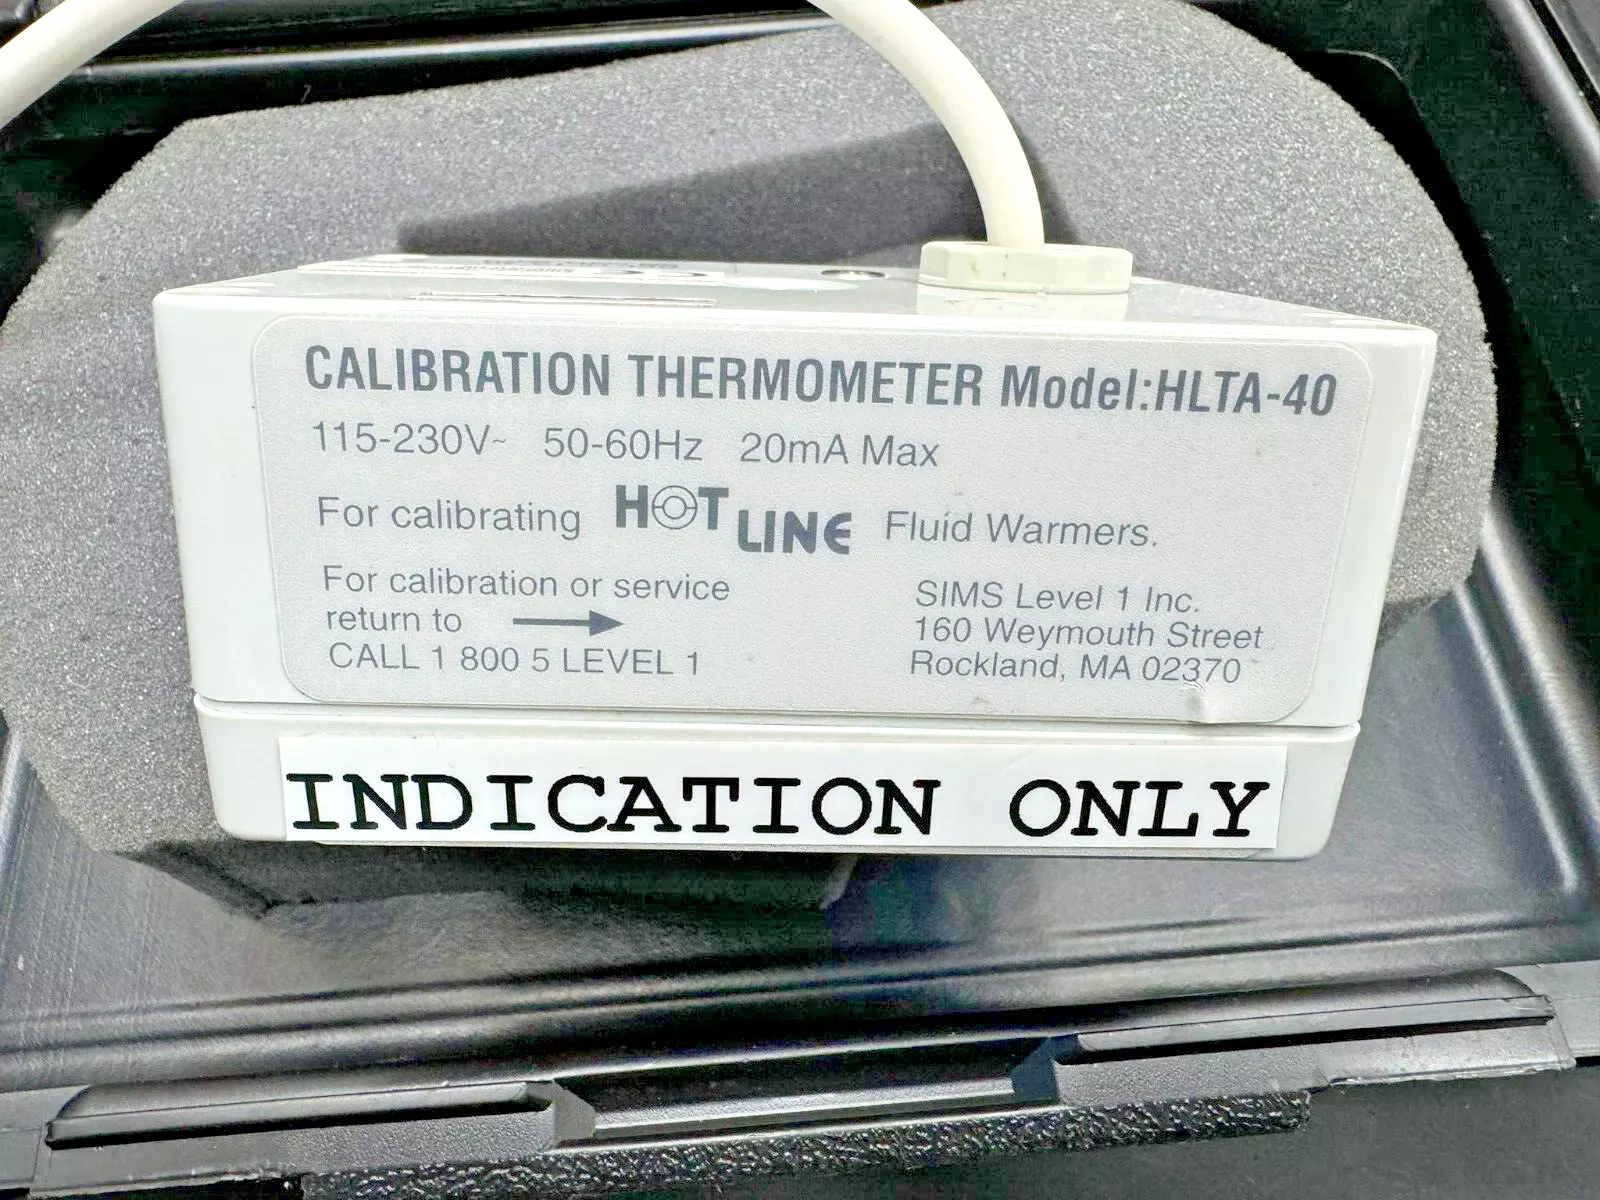 CALIBRATION THERMOMETER Model:HLTA-40
115-230V~ 50-60Hz 20mA Max
For calibrating HOTLINE Fluid Warmers.
For calibration or service
return to
CALL 1 800 5 LEVEL 1
SIMS Level 1 Inc.
160 Weymouth Street
Rockland, MA 02370
INDICATION ONLY